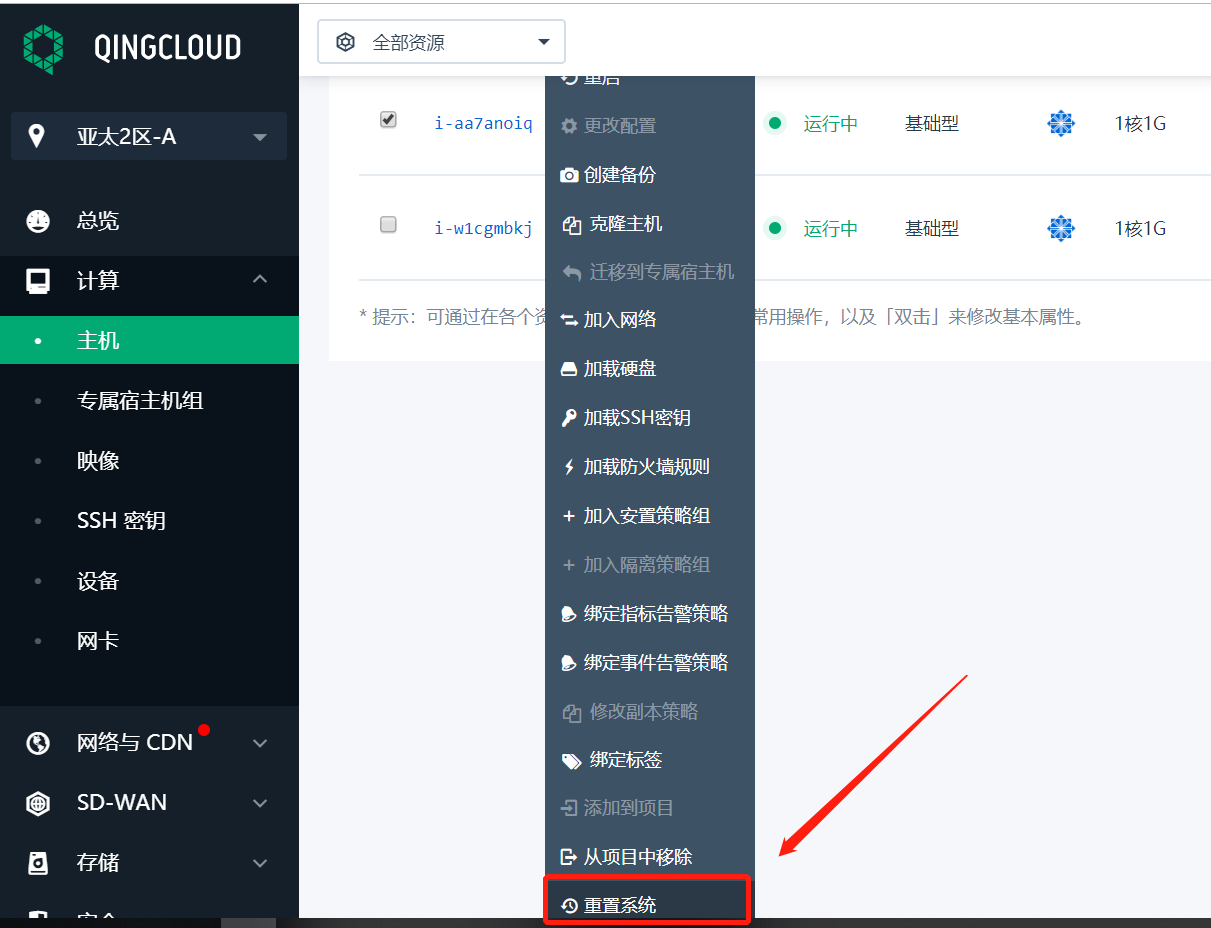 QINGCLOUD
全部资源
亚太2区-A
总览
计算
主机
专属宿主机组
映像
SSH 密钥
设备
网卡
网络与 CDN
SD-WAN
存储
安全
i-aa7anoiq
运行中
基础型
1核1G
i-w1cgmbkj
运行中
基础型
1核1G
* 提示：可通过在各个资
常用操作，以及「双击」来修改基本属性。
重启
更改配置
创建备份
克隆主机
迁移到专属宿主机
加入网络
加载硬盘
加载SSH密钥
加载防火墙规则
加入安置策略组
加入隔离策略组
绑定指标告警策略
绑定事件告警策略
修改副本策略
绑定标签
添加到项目
从项目中移除
重置系统